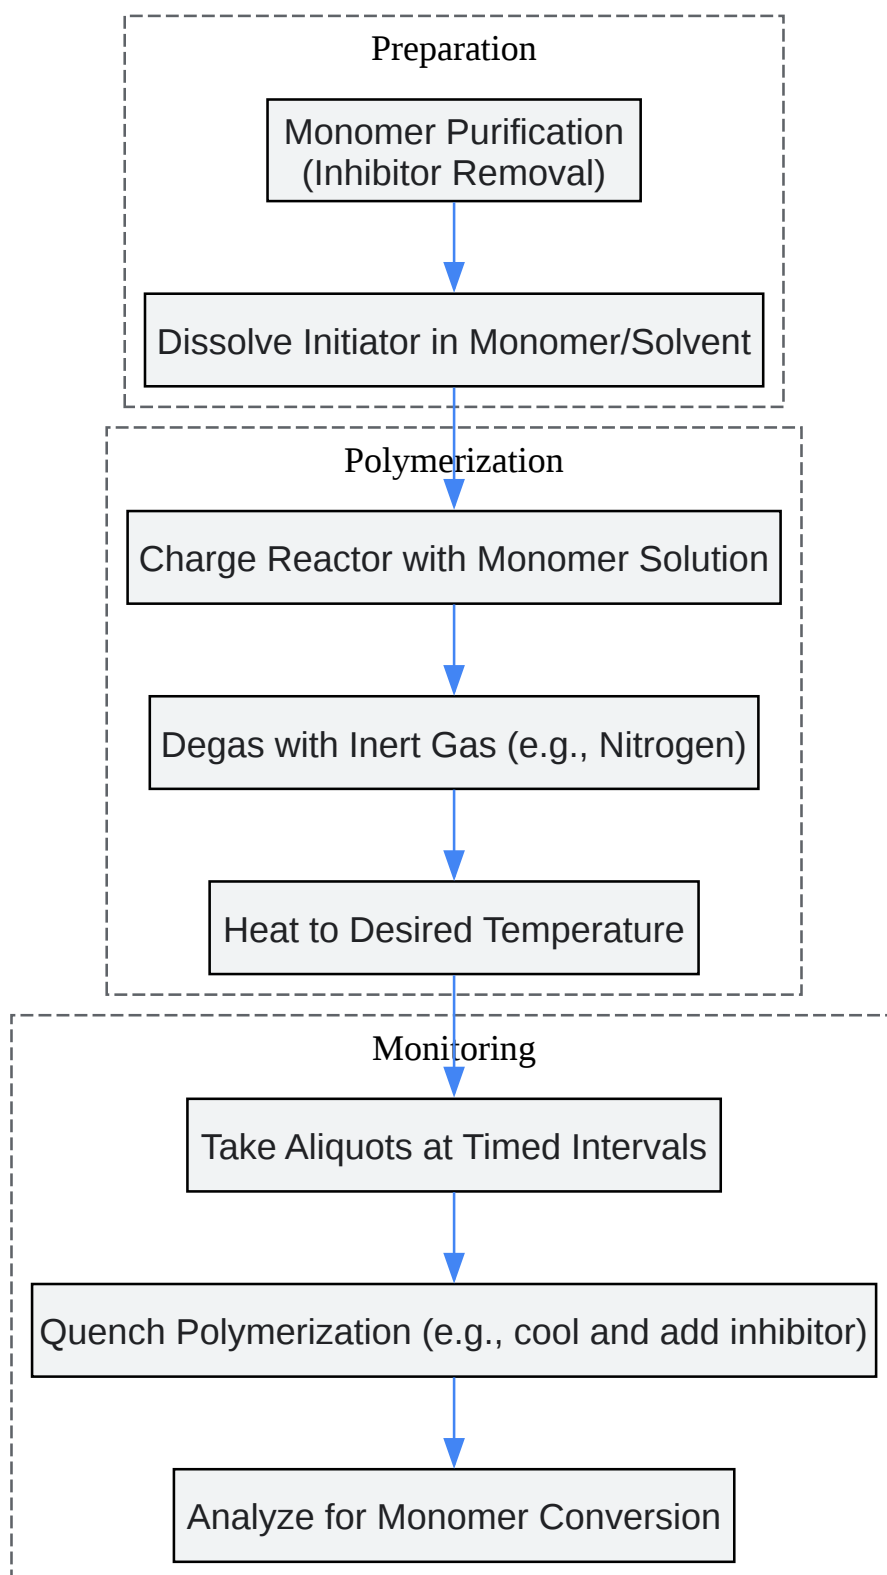 Preparation
Monomer Purification
(Inhibitor Removal)
Dissolve Initiator in Monomer/Solvent
Polymerization
Charge Reactor with Monomer Solution
Degas with Inert Gas (e.g., Nitrogen)
Heat to Desired Temperature
Monitoring
Take Aliquots at Timed Intervals
Quench Polymerization (e.g., cool and add inhibitor)
Analyze for Monomer Conversion